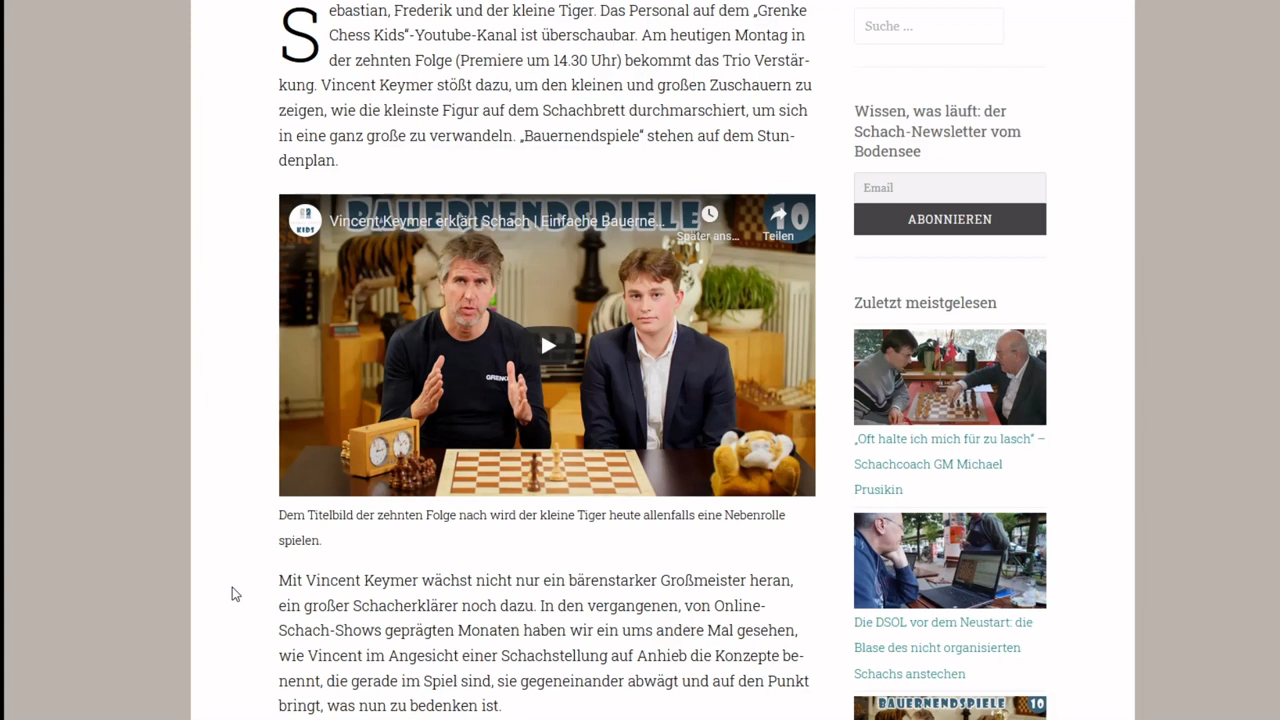 Sebastian, Frederik und der kleine Tiger. Das Personal auf dem „Grenke
Chess Kids“-Youtube-Kanal ist überschaubar. Am heutigen Montag in
der zehnten Folge (Premiere um 14.30 Uhr) bekommt das Trio Verstär-
kung. Vincent Keymer stößt dazu, um den kleinen und großen Zuschauern zu
zeigen, wie die kleinste Figur auf dem Schachbrett durchmarschiert, um sich
in eine ganz große zu verwandeln. „Bauernendspiele“ stehen auf dem Stun-
denplan.
BAUERNENDSPIELE 10
KIDS
Vincent Keymer erklärt Schach | Einfache Bauerne...
Später ans...
Teilen
GRENKE
Dem Titelbild der zehnten Folge nach wird der kleine Tiger heute allenfalls eine Nebenrolle
spielen.
Mit Vincent Keymer wächst nicht nur ein bärenstarker Großmeister heran,
ein großer Schacherklärer noch dazu. In den vergangenen, von Online-
Schach-Shows geprägten Monaten haben wir ein ums andere Mal gesehen,
wie Vincent im Angesicht einer Schachstellung auf Anhieb die Konzepte be-
nennt, die gerade im Spiel sind, sie gegeneinander abwägt und auf den Punkt
bringt, was nun zu bedenken ist.
Suche ...
Wissen, was läuft: der
Schach-Newsletter vom
Bodensee
Email
ABONNIEREN
Zuletzt meistgelesen
„Oft halte ich mich für zu lasch“ –
Schachcoach GM Michael
Prusikin
Die DSOL vor dem Neustart: die
Blase des nicht organisierten
Schachs anstechen
BAUERNENDSPIELE 10